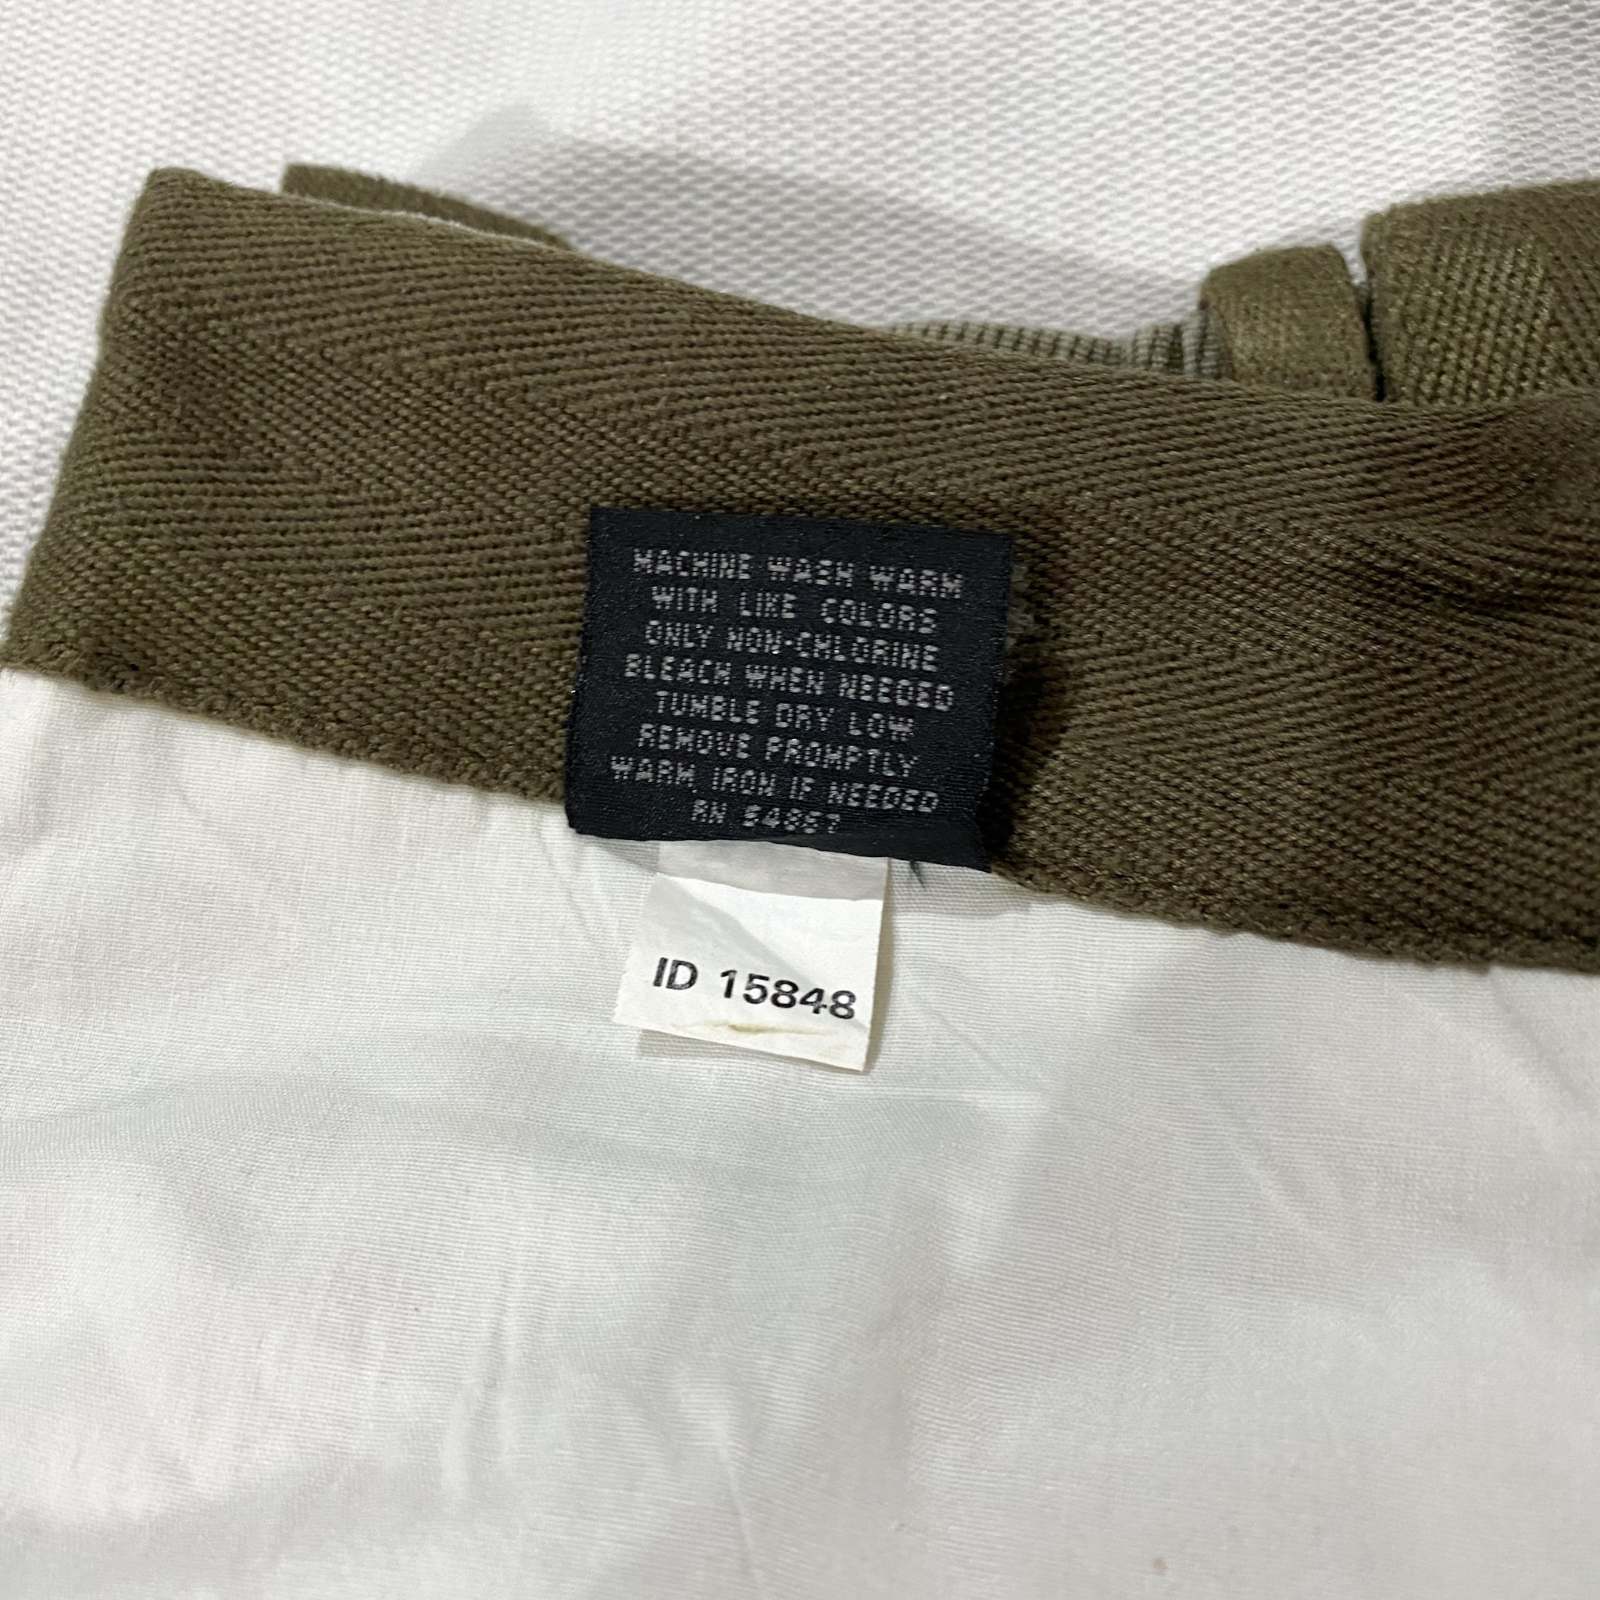 MACHINE WASH WARM
WITH LIKE COLORS
ONLY NON-CHLORINE
BLEACH WHEN NEEDED
TUMBLE DRY LOW
REMOVE PROMPTLY
WARM IRON IF NEEDED
RN 54857
ID 15848